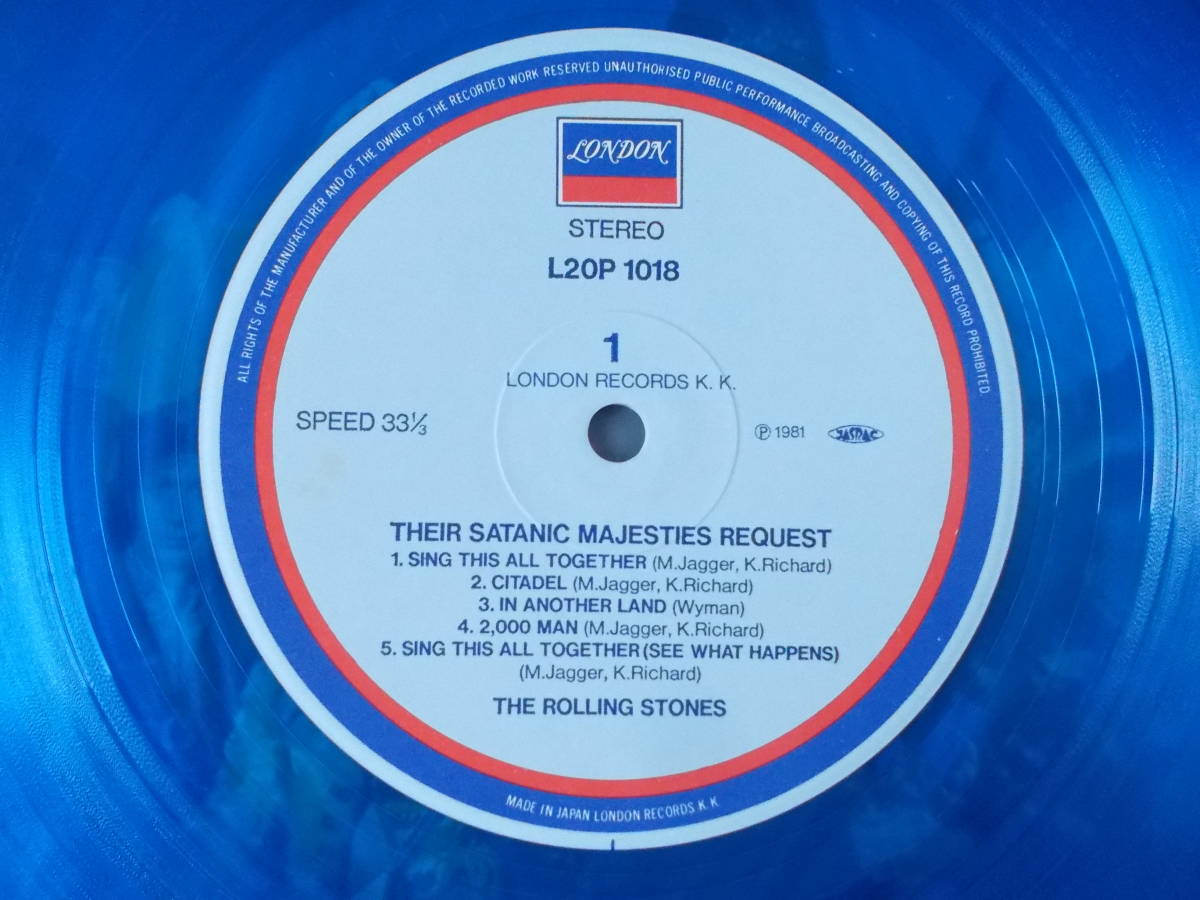 ALL RIGHTS OF THE MANUFACTURER AND OF THE OWNER OF THE RECORDED WORK RESERVED UNAUTHORISED PUBLIC PERFORMANCE BROADCASTING AND COPYING OF THIS RECORD PROHIBITED.
LONDON
STEREO
L20P 1018
1
LONDON RECORDS K. K.
SPEED 33⅓
Ⓟ 1981 JASRAC
THEIR SATANIC MAJESTIES REQUEST
1. SING THIS ALL TOGETHER (M.Jagger, K.Richard)
2. CITADEL (M.Jagger, K.Richard)
3. IN ANOTHER LAND (Wyman)
4. 2,000 MAN (M.Jagger, K.Richard)
5. SING THIS ALL TOGETHER (SEE WHAT HAPPENS)
(M.Jagger, K.Richard)
THE ROLLING STONES
MADE IN JAPAN LONDON RECORDS K. K